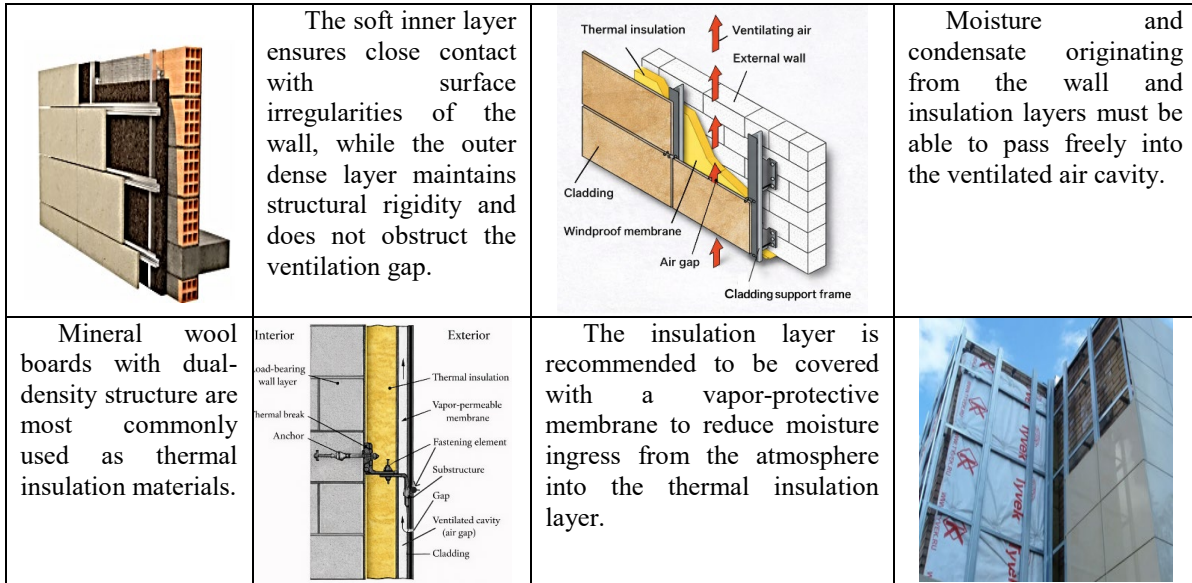 The soft inner layer
ensures close contact
with surface
irregularities of the
wall, while the outer
dense layer maintains
structural rigidity and
does not obstruct the
ventilation gap.
Thermal insulation
Ventilating air
External wall
Cladding
Windproof membrane
Air gap
Cladding support frame
Moisture and
condensate originating
from the wall and
insulation layers must be
able to pass freely into
the ventilated air cavity.
Mineral wool
boards with dual-
density structure are
most commonly
used as thermal
insulation materials.
Interior
Exterior
Load-bearing
wall layer
Thermal insulation
Vapor-permeable
membrane
Thermal break
Anchor
Fastening element
Substructure
Gap
Ventilated cavity
(air gap)
Cladding
The insulation layer is
recommended to be covered
with a vapor-protective
membrane to reduce moisture
ingress from the atmosphere
into the thermal insulation
layer.
Tyvek
Tyvek